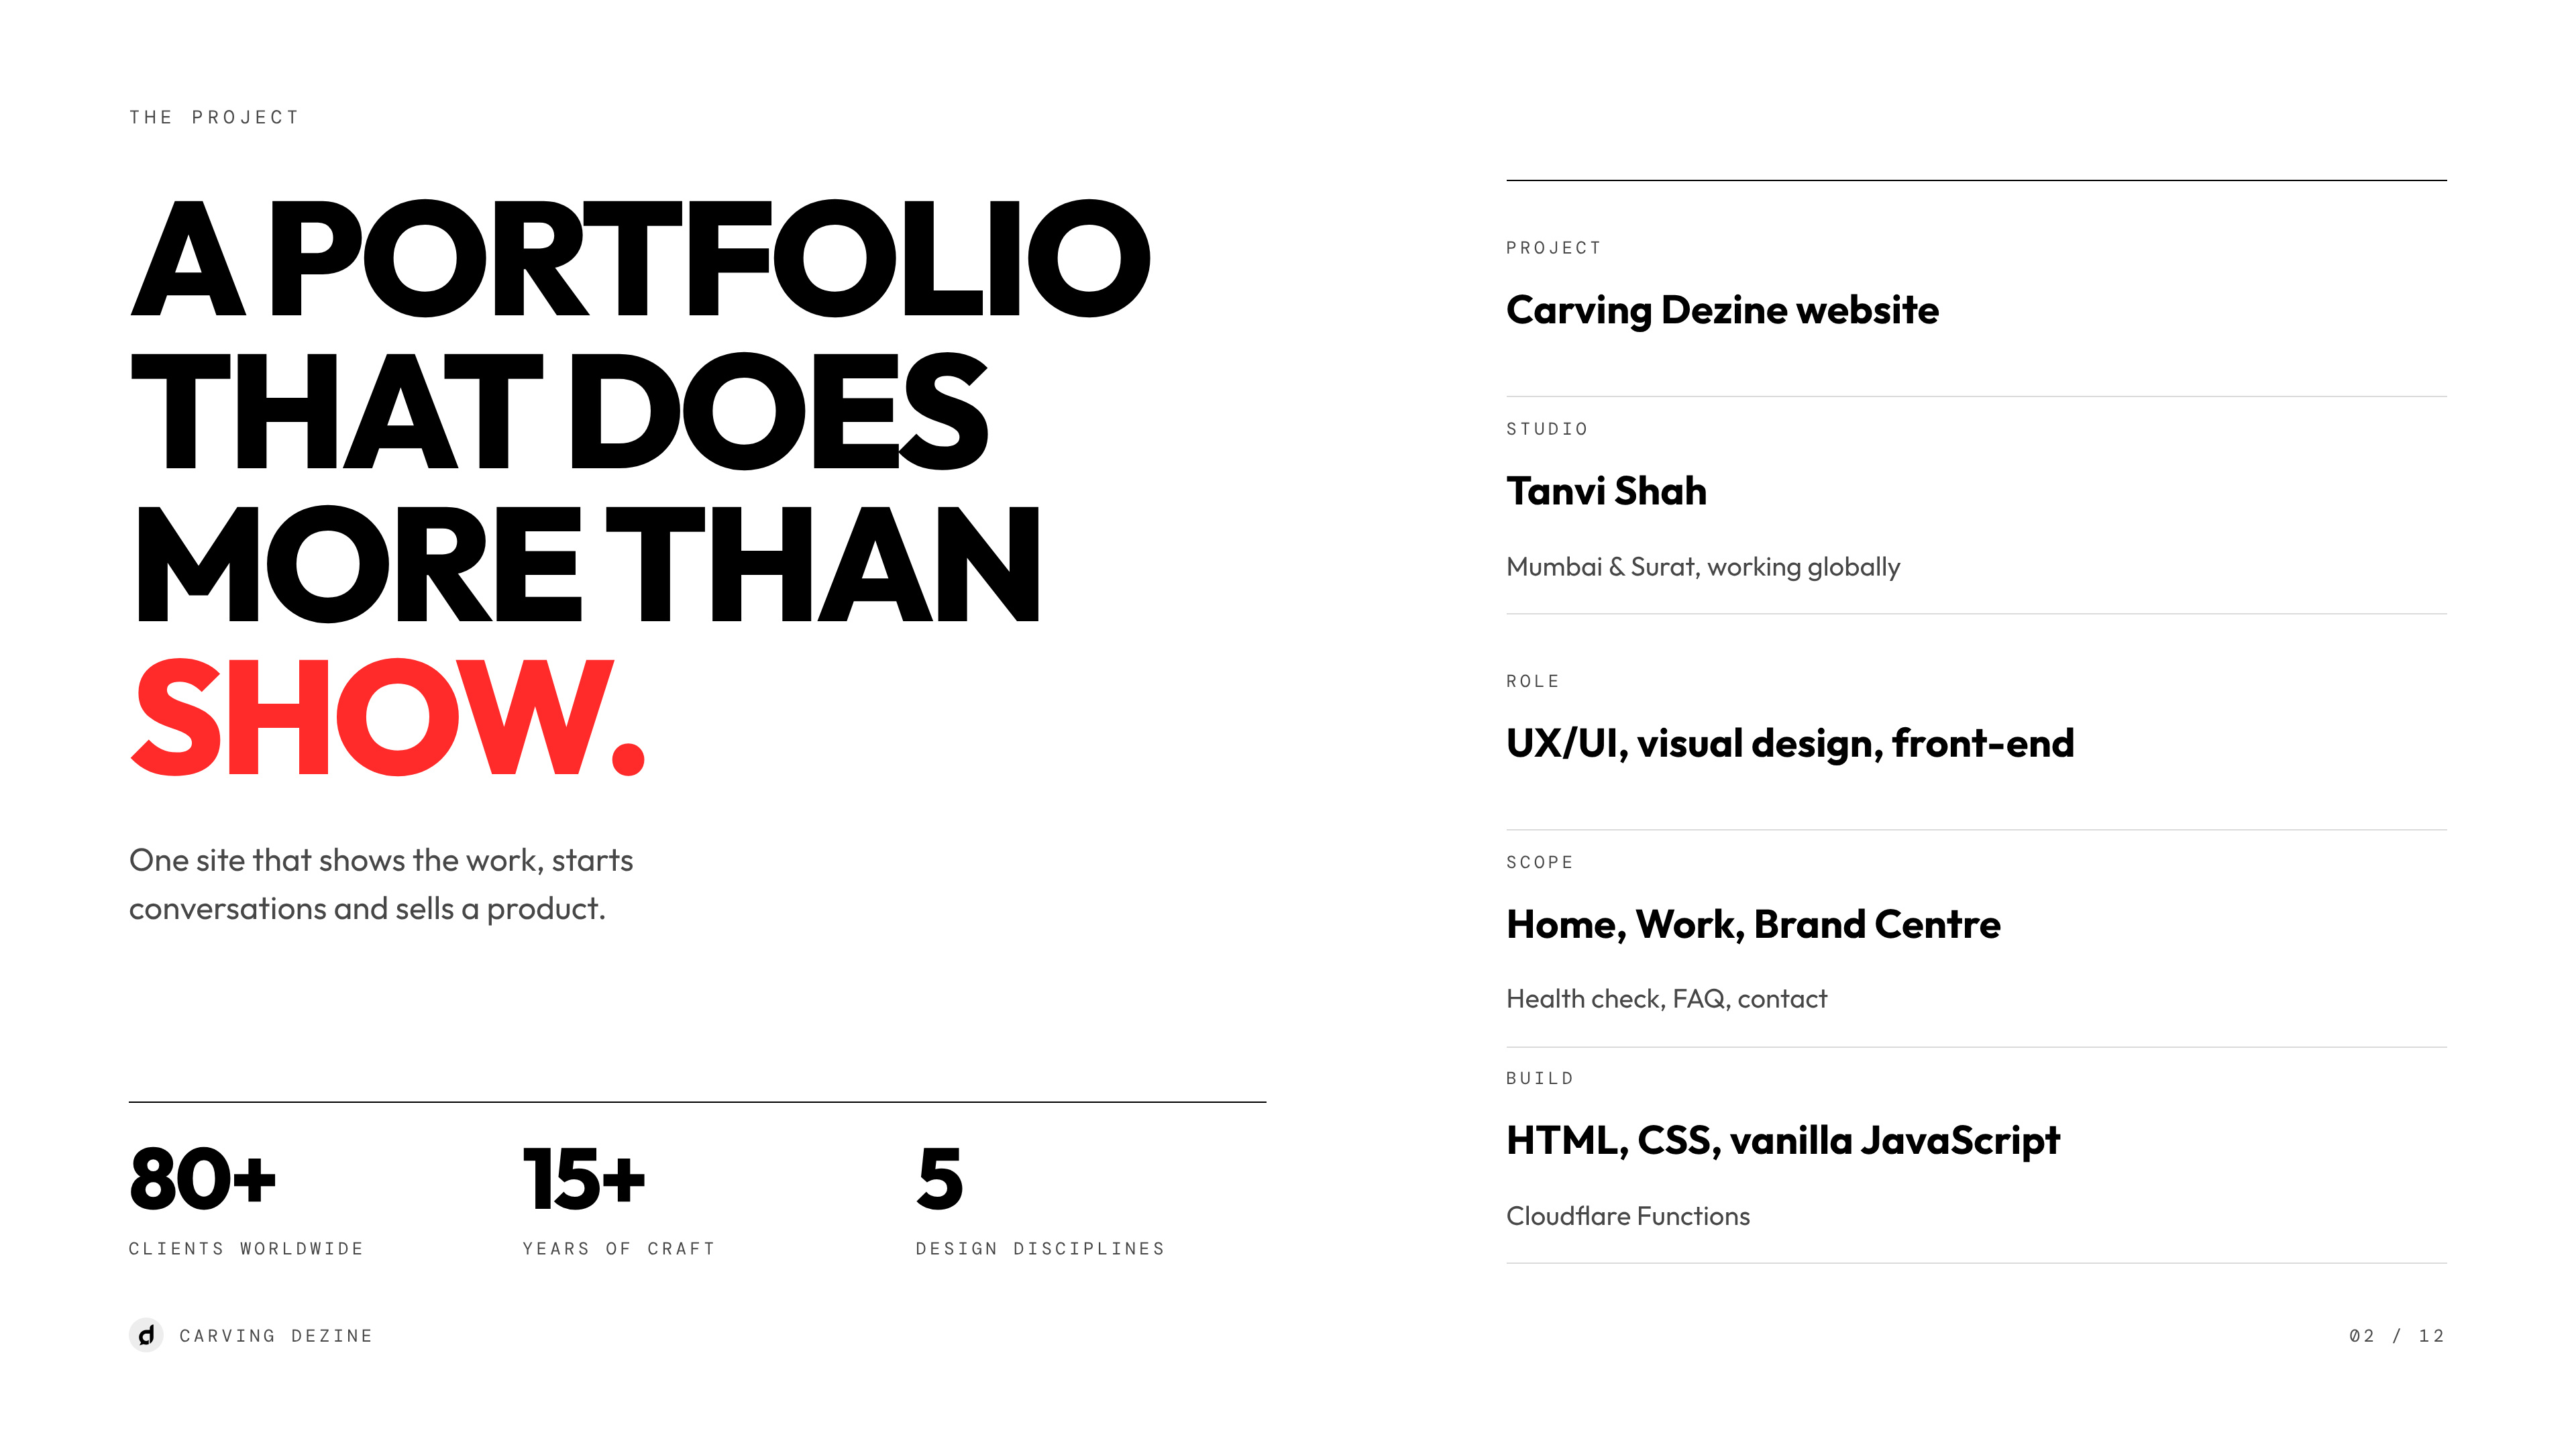 THE PROJECT
A PORTFOLIO
THAT DOES
MORE THAN
SHOW.
One site that shows the work, starts
conversations and sells a product.
80+
CLIENTS WORLDWIDE
15+
YEARS OF CRAFT
5
DESIGN DISCIPLINES
PROJECT
Carving Dezine website
STUDIO
Tanvi Shah
Mumbai & Surat, working globally
ROLE
UX/UI, visual design, front-end
SCOPE
Home, Work, Brand Centre
Health check, FAQ, contact
BUILD
HTML, CSS, vanilla JavaScript
Cloudflare Functions
CARVING DEZINE
02 / 12